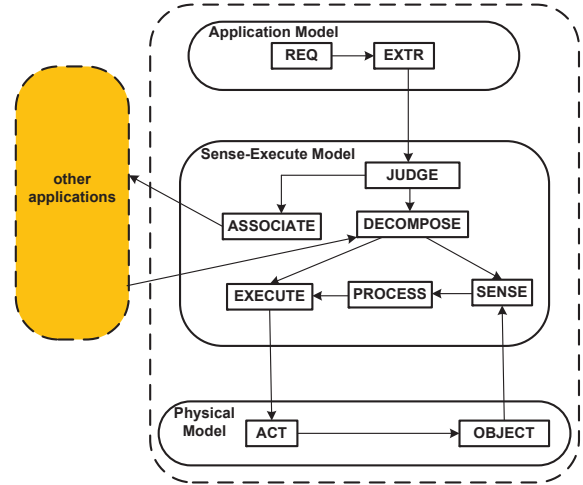 Application Model
REQ
EXTR
Sense-Execute Model
JUDGE
other
applications
ASSOCIATE
DECOMPOSE
EXECUTE
PROCESS
SENSE
Physical
Model
ACT
OBJECT